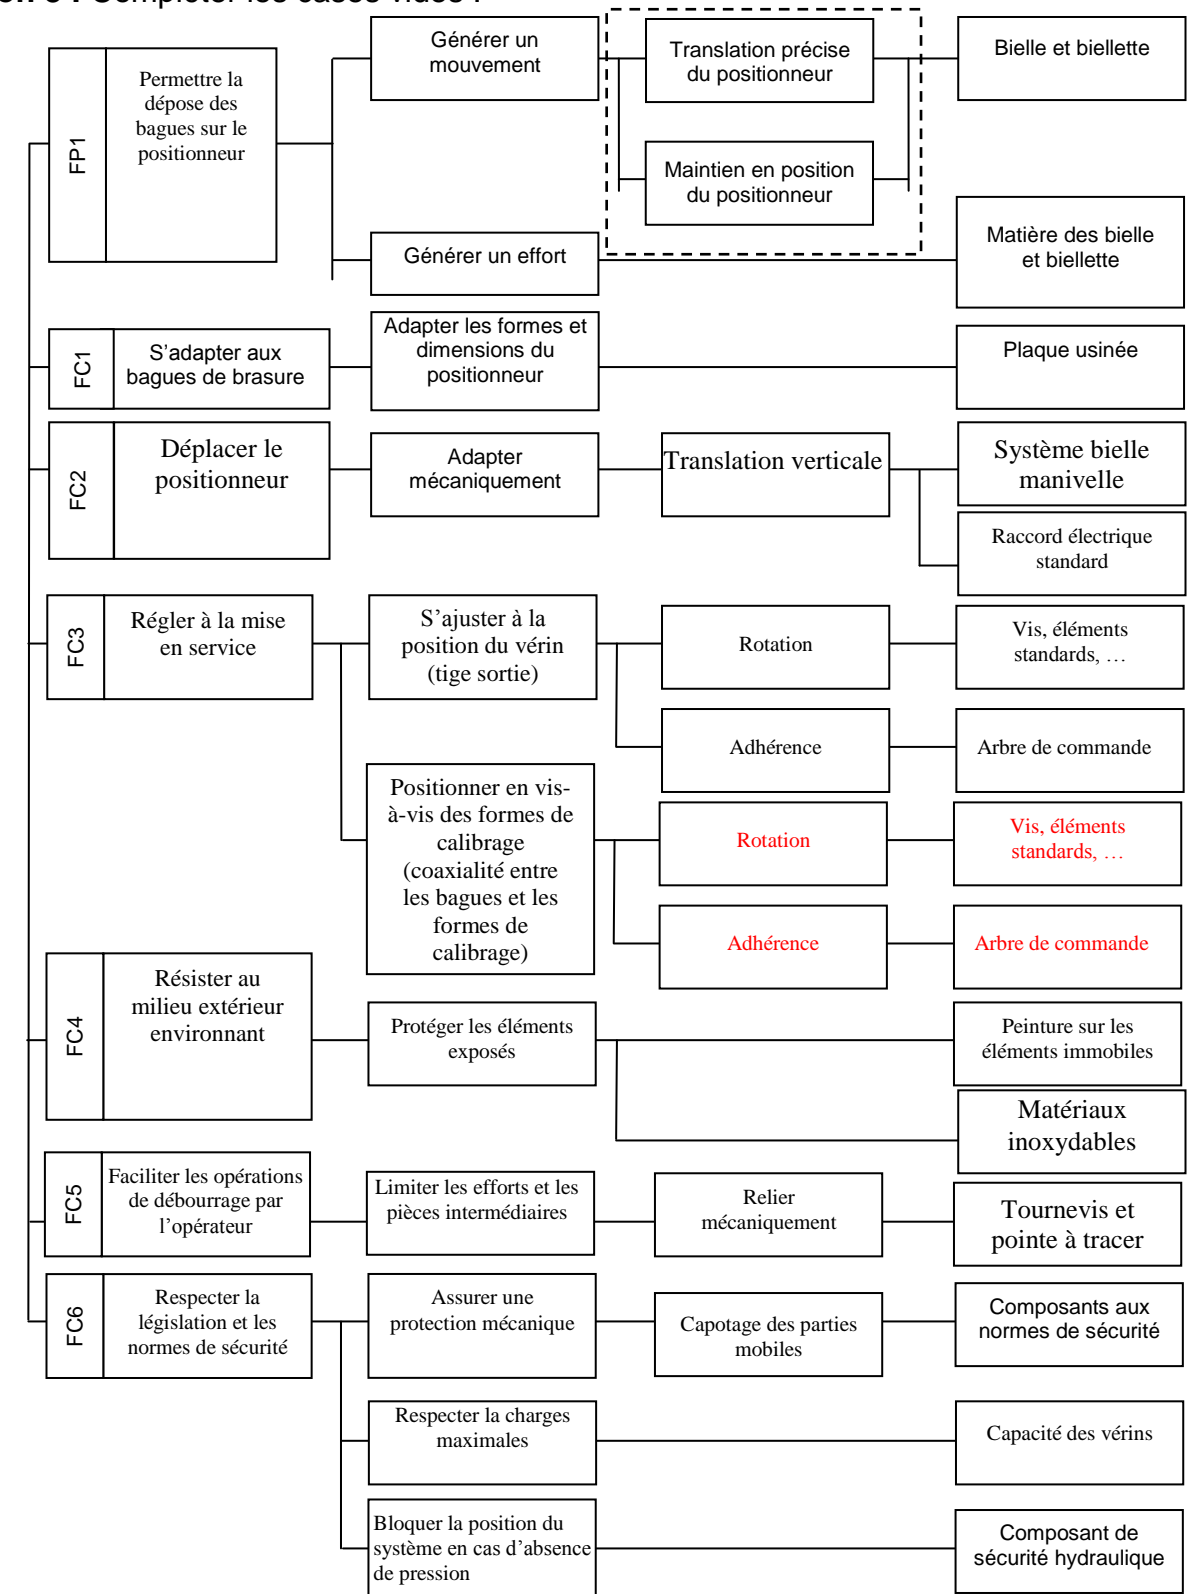 Compléter les cases vides :
FP1
Permettre la
dépose des
bagues sur le
positionneur
Générer un
mouvement
Translation précise
du positionneur
Bielle et biellette
Maintien en position
du positionneur
Générer un effort
Matière des bielle
et biellette
FC1
S’adapter aux
bagues de brasure
Adapter les formes et
dimensions du
positionneur
Plaque usinée
FC2
Déplacer le
positionneur
Adapter
mécaniquement
Translation verticale
Système bielle
manivelle
Raccord électrique
standard
FC3
Régler à la mise
en service
S’ajuster à la
position du vérin
(tige sortie)
Rotation
Vis, éléments
standards, …
Adhérence
Arbre de commande
Positionner en vis-
à-vis des formes de
calibrage
(coaxialité entre
les bagues et les
formes de
calibrage)
Rotation
Vis, éléments
standards, …
Adhérence
Arbre de commande
FC4
Résister au
milieu extérieur
environnant
Protéger les éléments
exposés
Peinture sur les
éléments immobiles
Matériaux
inoxydables
FC5
Faciliter les opérations
de débourrage par
l’opérateur
Limiter les efforts et les
pièces intermédiaires
Relier
mécaniquement
Tournevis et
pointe à tracer
FC6
Respecter la
législation et les
normes de sécurité
Assurer une
protection mécanique
Capotage des parties
mobiles
Composants aux
normes de sécurité
Respecter la charges
maximales
Capacité des vérins
Bloquer la position du
système en cas d’absence
de pression
Composant de
sécurité hydraulique